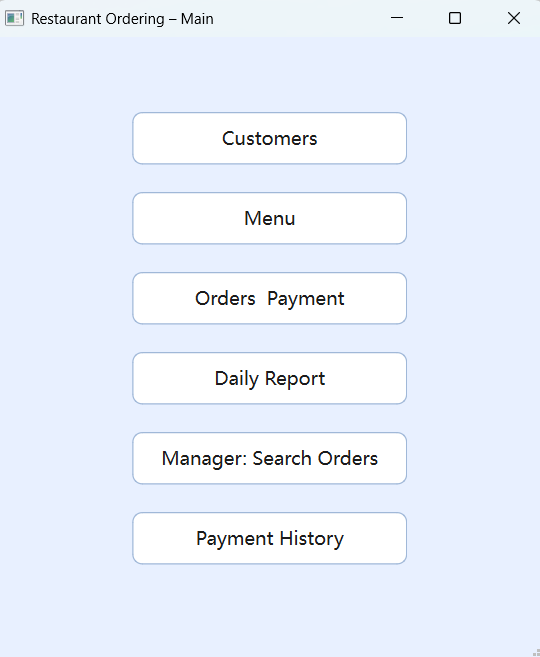 Restaurant Ordering – Main
Customers
Menu
Orders  Payment
Daily Report
Manager: Search Orders
Payment History